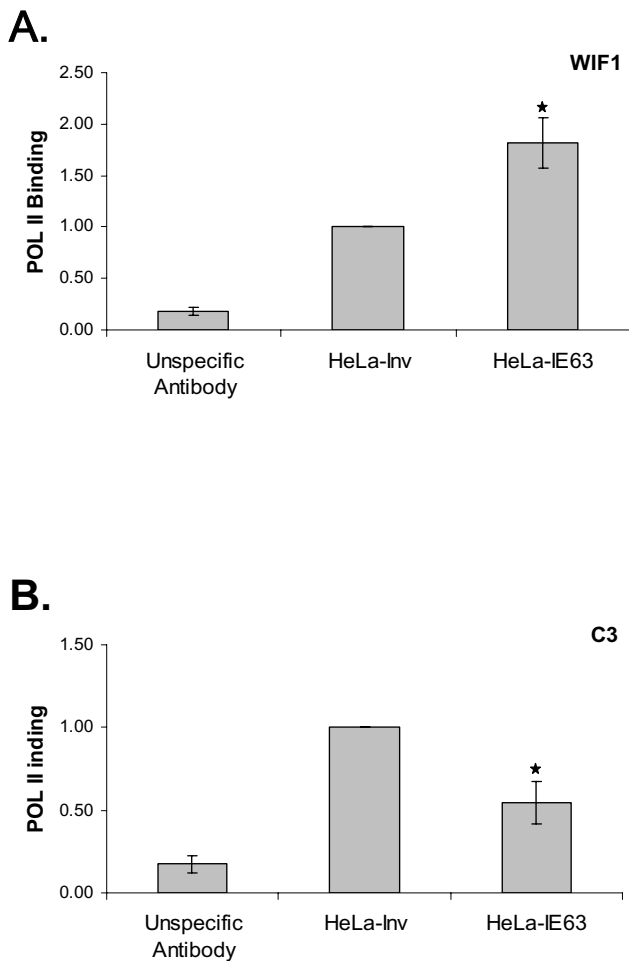 A.
WIF1
POL II Binding
2.50
2.00
1.50
1.00
0.50
0.00
Unspecific
Antibody
HeLa-Inv
HeLa-IE63
B.
C3
POL II inding
1.50
1.00
0.50
0.00
Unspecific
Antibody
HeLa-Inv
HeLa-IE63